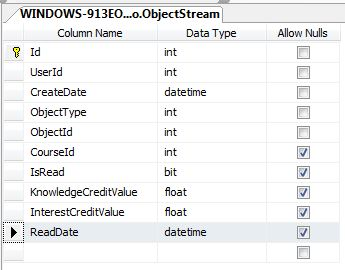 WINDOWS-913EO...o.ObjectStream
Column Name Data Type Allow Nulls
Id int
UserId int
CreateDate datetime
ObjectType int
ObjectId int
CourseId int
IsRead bit
KnowledgeCreditValue float
InterestCreditValue float
ReadDate datetime